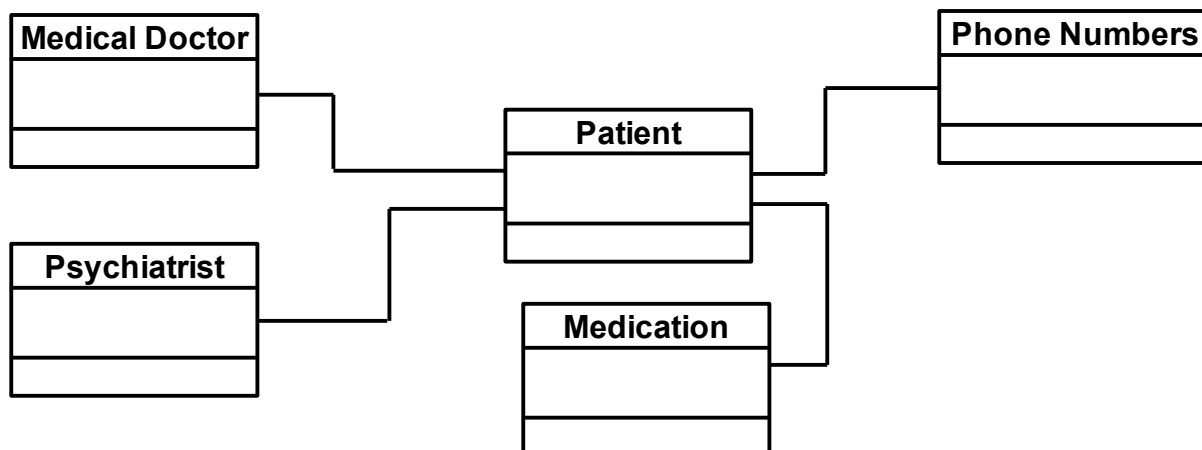 Medical Doctor
Phone Numbers
Patient
Psychiatrist
Medication